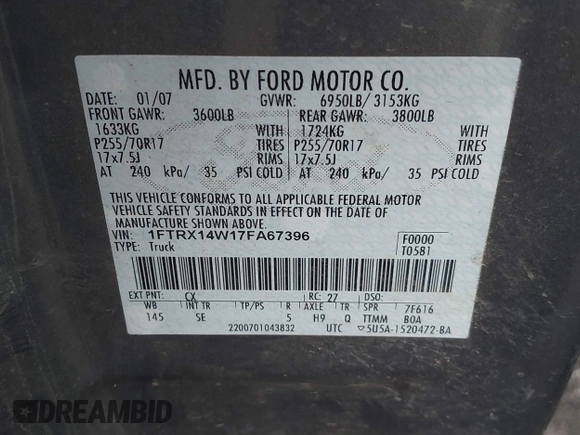 MFD. BY FORD MOTOR CO.
DATE: 01/07 GVWR: 6950LB/ 3153KG
FRONT GAWR: 3600LB REAR GAWR: 3800LB
1633KG WITH 1724KG WITH
P255/70R17 TIRES P255/70R17 TIRES
17x7.5J RIMS 17x7.5J RIMS
AT 240 kPa/ 35 PSI COLD AT 240 kPa/ 35 PSI COLD
THIS VEHICLE CONFORMS TO ALL APPLICABLE FEDERAL MOTOR
VEHICLE SAFETY STANDARDS IN EFFECT ON THE DATE OF
MANUFACTURE SHOWN ABOVE.
VIN: 1FTRX14W17FA67396 F0000
TYPE: Truck T0581
EXT PNT: CX RC: 27 DSO:
WB INT TR TP/PS R AXLE TR SPR 7F616
145 SE 5 H9 Q TTMM BOA
2200701043832 UTC 5U5A-1520472-BA
DREAMBID